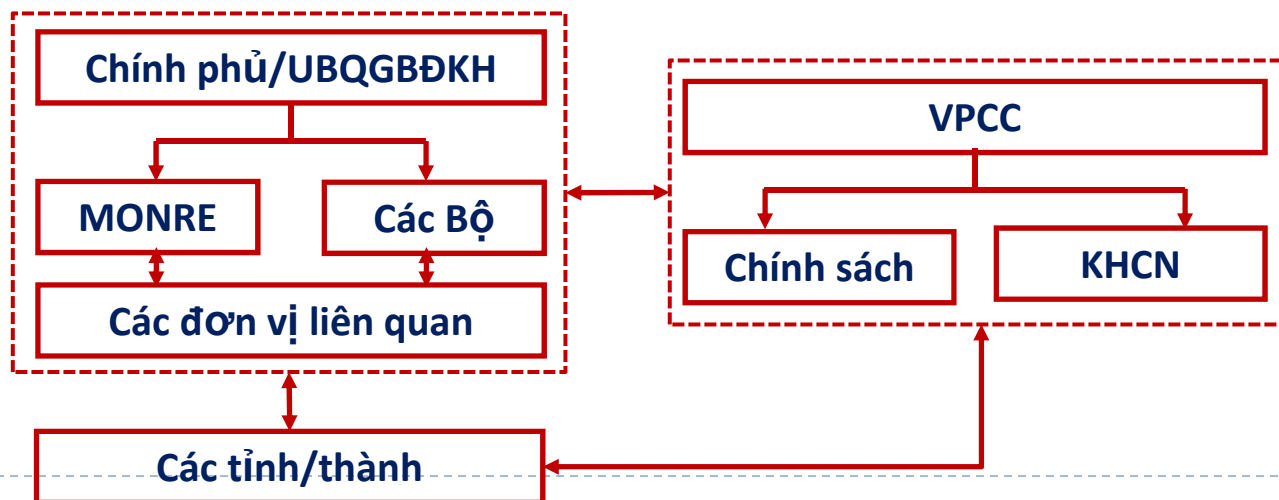 Chính phủ/UBQGBĐKH
VPCC
MONRE
Các Bộ
Chính sách
KHCN
Các đơn vị liên quan
Các tỉnh/thành